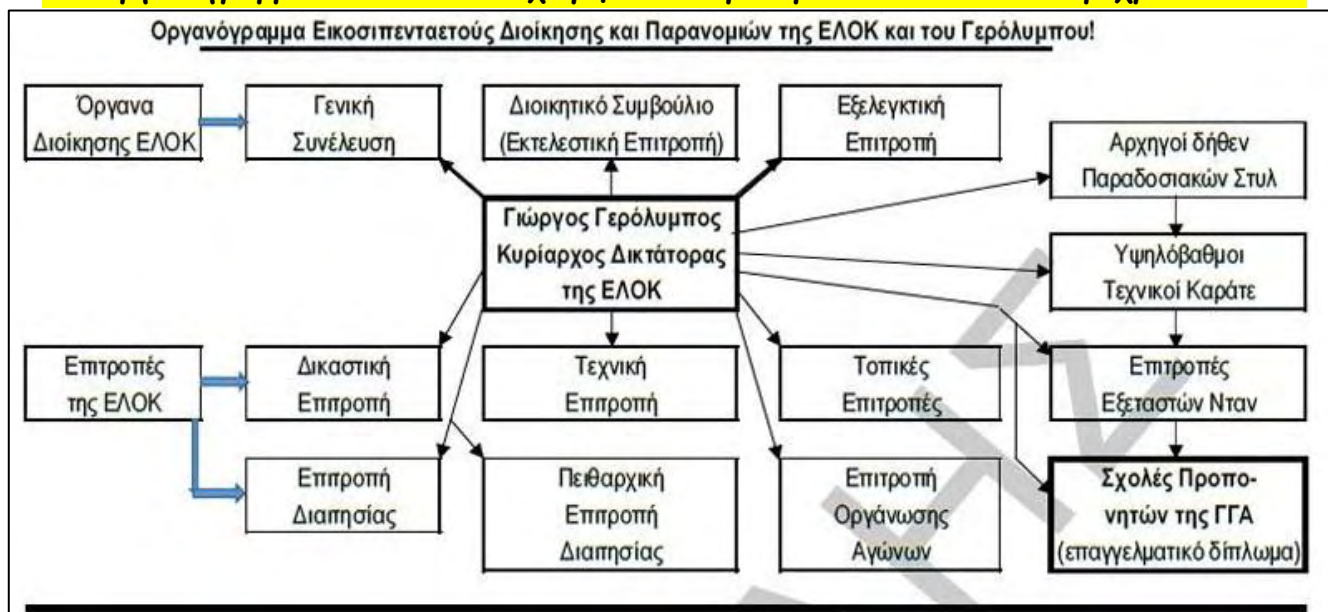 Οργανόγραμμα Εικοσιπενταετούς Διοίκησης και Παρανομιών της ΕΛΟΚ και του Γερόλυμπου!
Όργανα
Διοίκησης ΕΛΟΚ
Γενική
Συνέλευση
Διοικητικό Συμβούλιο
(Εκτελεστική Επιτροπή)
Εξελεγκτική
Επιτροπή
Αρχηγοί δήθεν
Παραδοσιακών Στυλ
Γιώργος Γερόλυμπος
Κυρίαρχος Δικτάτορας
της ΕΛΟΚ
Υψηλόβαθμοι
Τεχνικοί Καράτε
Επιτροπές
της ΕΛΟΚ
Δικαστική
Επιτροπή
Τεχνική
Επιτροπή
Τοπικές
Επιτροπές
Επιτροπές
Εξεταστών Νταν
Επιτροπή
Διαιτησίας
Πειθαρχική
Επιτροπή
Διαιτησίας
Επιτροπή
Οργάνωσης
Αγώνων
Σχολές Προπο-
νητών της ΓΓΑ
(επαγγελματικό δίπλωμα)